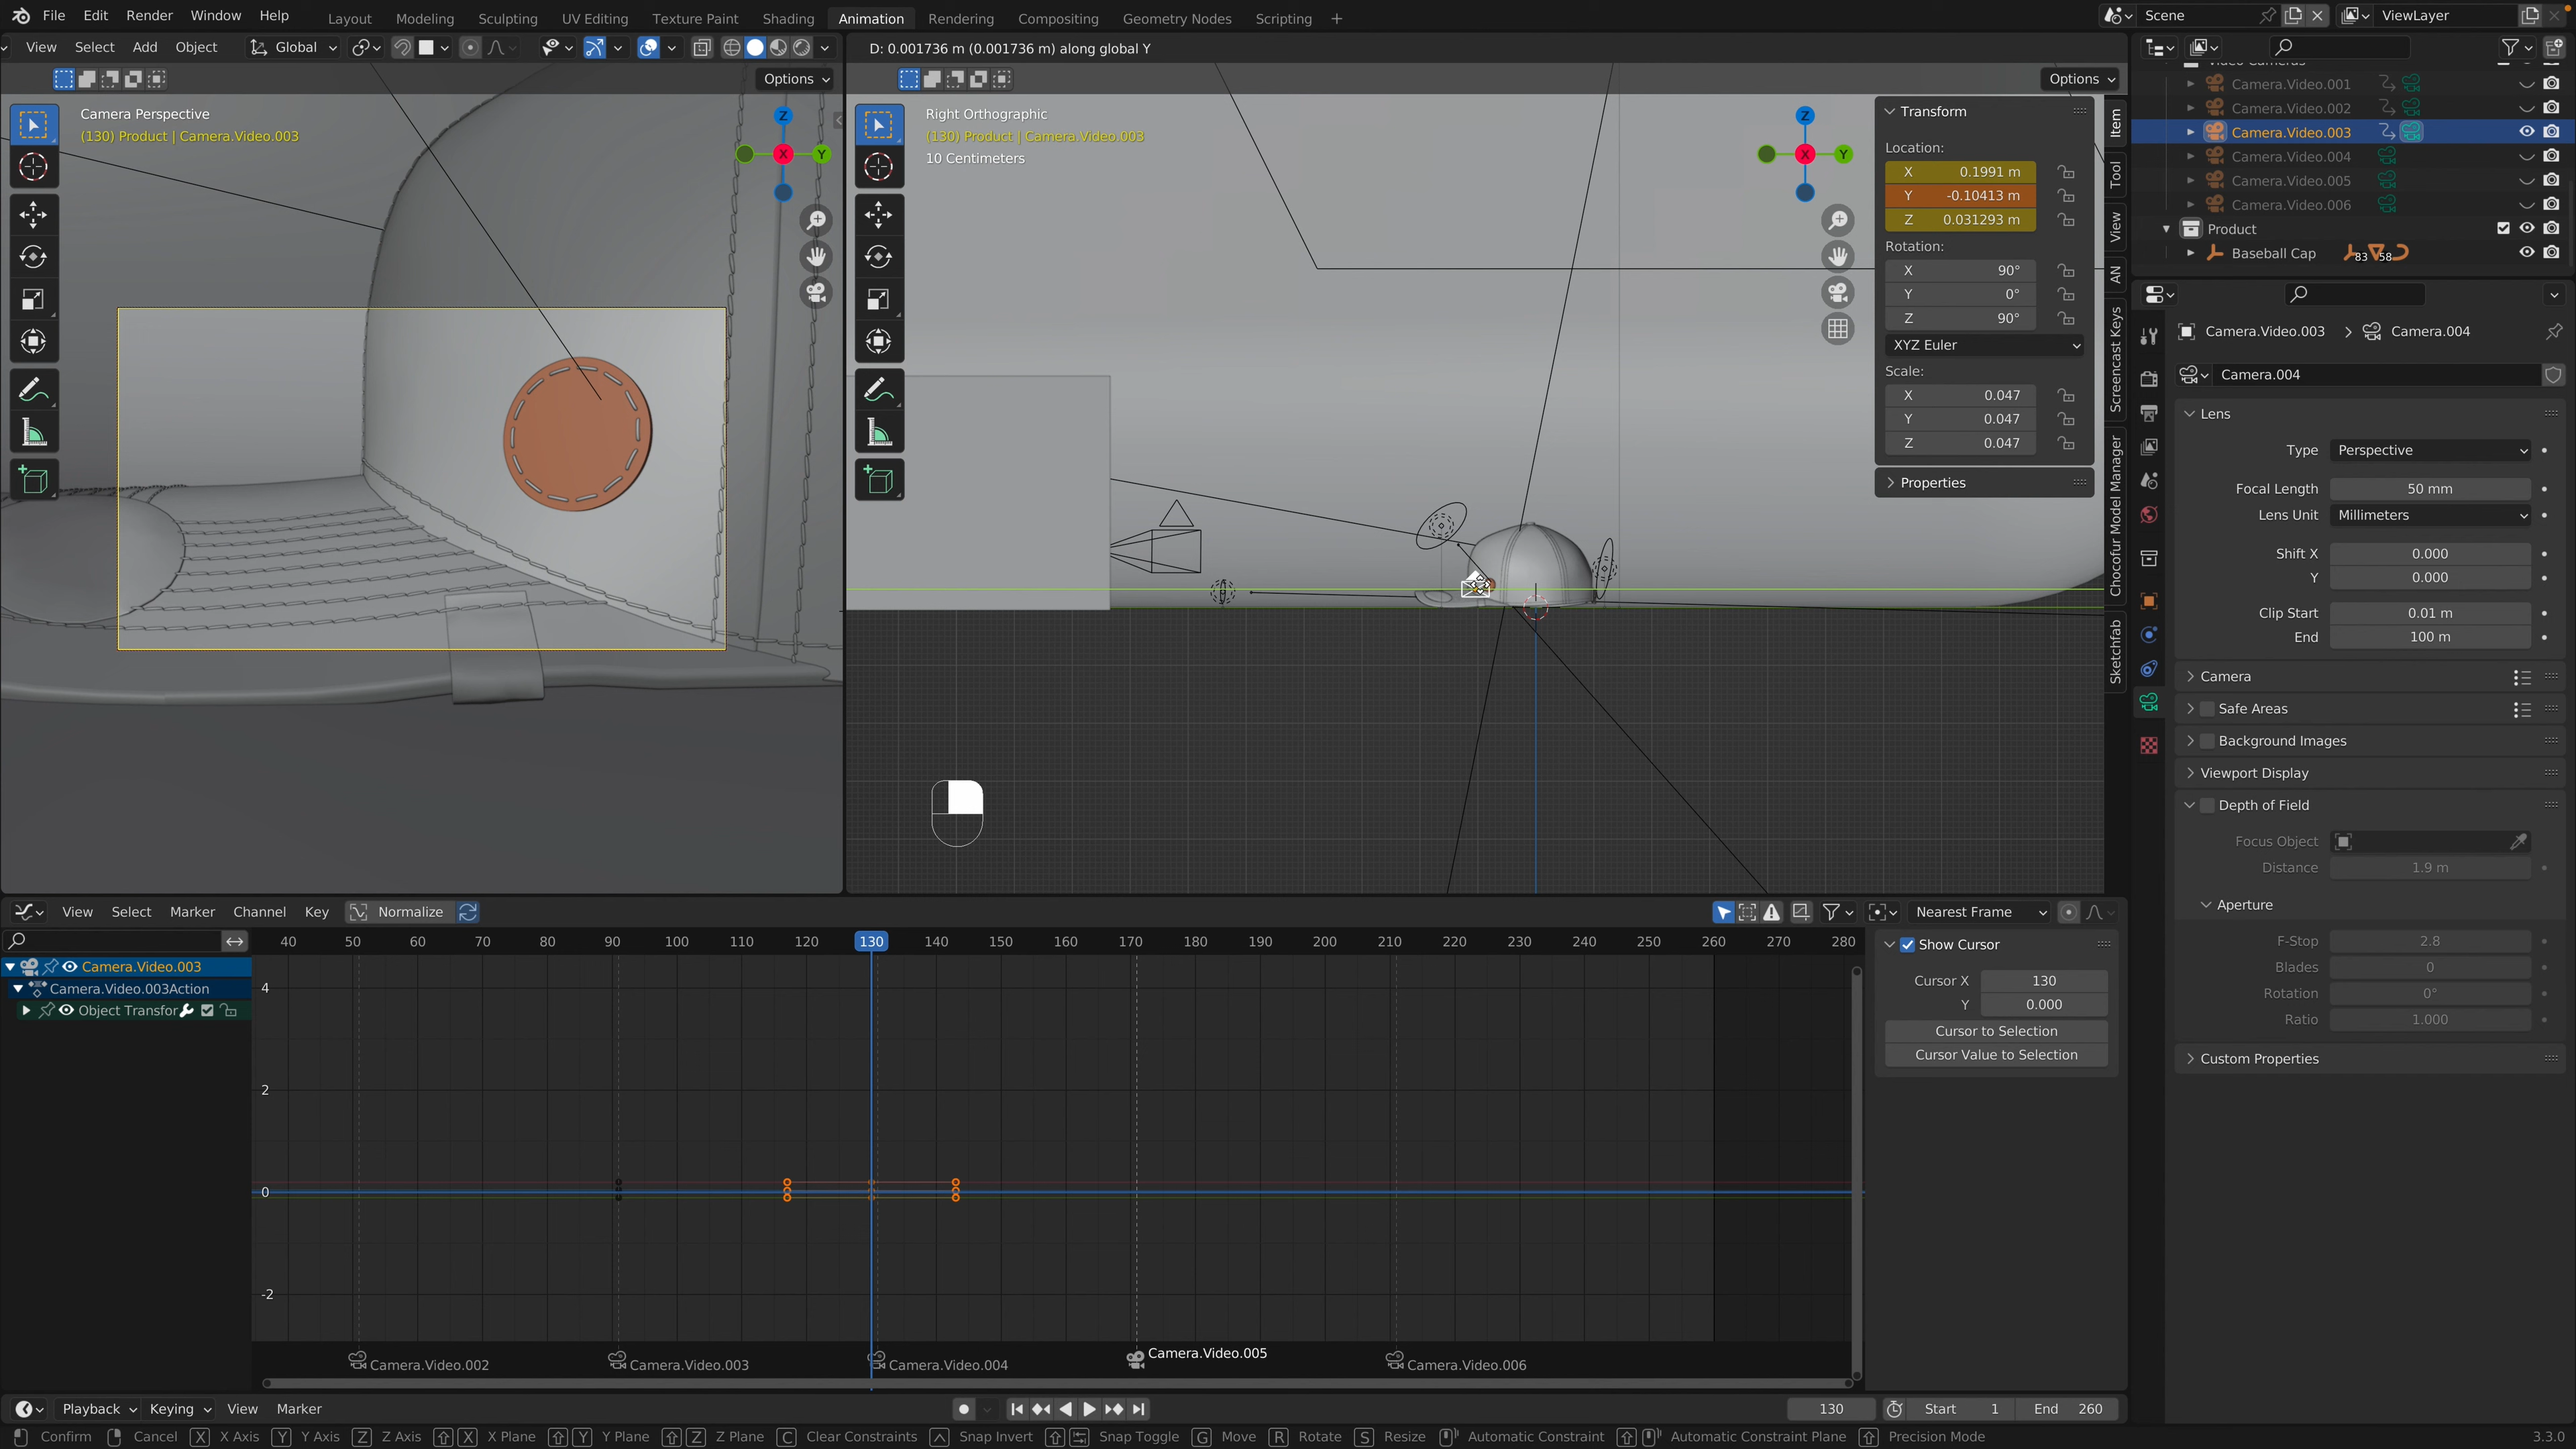 File Edit Render Window Help Layout Modeling Sculpting UV Editing Texture Paint Shading Animation Rendering Compositing Geometry Nodes Scripting + Scene ViewLayer
View Select Add Object Global
D: 0.001736 m (0.001736 m) along global Y
Options
Options
Camera Perspective
(130) Product | Camera.Video.003
Z
X
Y
Right Orthographic
(130) Product | Camera.Video.003
10 Centimeters
Z
X
Y
Transform
Location:
X 0.1991 m
Y -0.10413 m
Z 0.031293 m
Rotation:
X 90°
Y 0°
Z 90°
XYZ Euler
Scale:
X 0.047
Y 0.047
Z 0.047
Properties
Item
Tool
View
AN
Screencast Keys
Chocofur Model Manager
Sketchfab
Video Cameras
Camera.Video.001
Camera.Video.002
Camera.Video.003
Camera.Video.004
Camera.Video.005
Camera.Video.006
Product
Baseball Cap 83 58
Camera.Video.003 > Camera.004
Camera.004
Lens
Type Perspective
Focal Length 50 mm
Lens Unit Millimeters
Shift X 0.000
Y 0.000
Clip Start 0.01 m
End 100 m
Camera
Safe Areas
Background Images
Viewport Display
Depth of Field
Focus Object
Distance 1.9 m
Aperture
F-Stop 2.8
Blades 0
Rotation 0°
Ratio 1.000
Custom Properties
View Select Marker Channel Key Normalize Nearest Frame
40 50 60 70 80 90 100 110 120 130 140 150 160 170 180 190 200 210 220 230 240 250 260 270 280
Camera.Video.003
Camera.Video.003Action
Object Transfor
4
2
0
-2
Show Cursor
Cursor X 130
Y 0.000
Cursor to Selection
Cursor Value to Selection
Camera.Video.002 Camera.Video.003 Camera.Video.004 Camera.Video.005 Camera.Video.006
Playback Keying View Marker 130 Start 1 End 260
Confirm Cancel X X Axis Y Y Axis Z Z Axis X X Plane Y Y Plane Z Z Plane C Clear Constraints Snap Invert Snap Toggle G Move R Rotate S Resize Automatic Constraint Automatic Constraint Plane Precision Mode 3.3.0